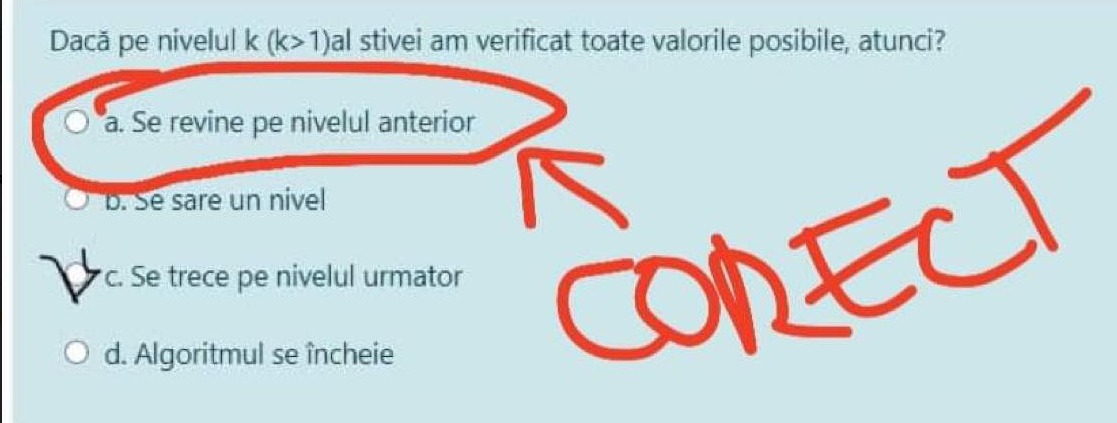 Dacă pe nivelul k (k>1)al stivei am verificat toate valorile posibile, atunci?
a. Se revine pe nivelul anterior
b. Se sare un nivel
c. Se trece pe nivelul urmator
d. Algoritmul se încheie
CORECT